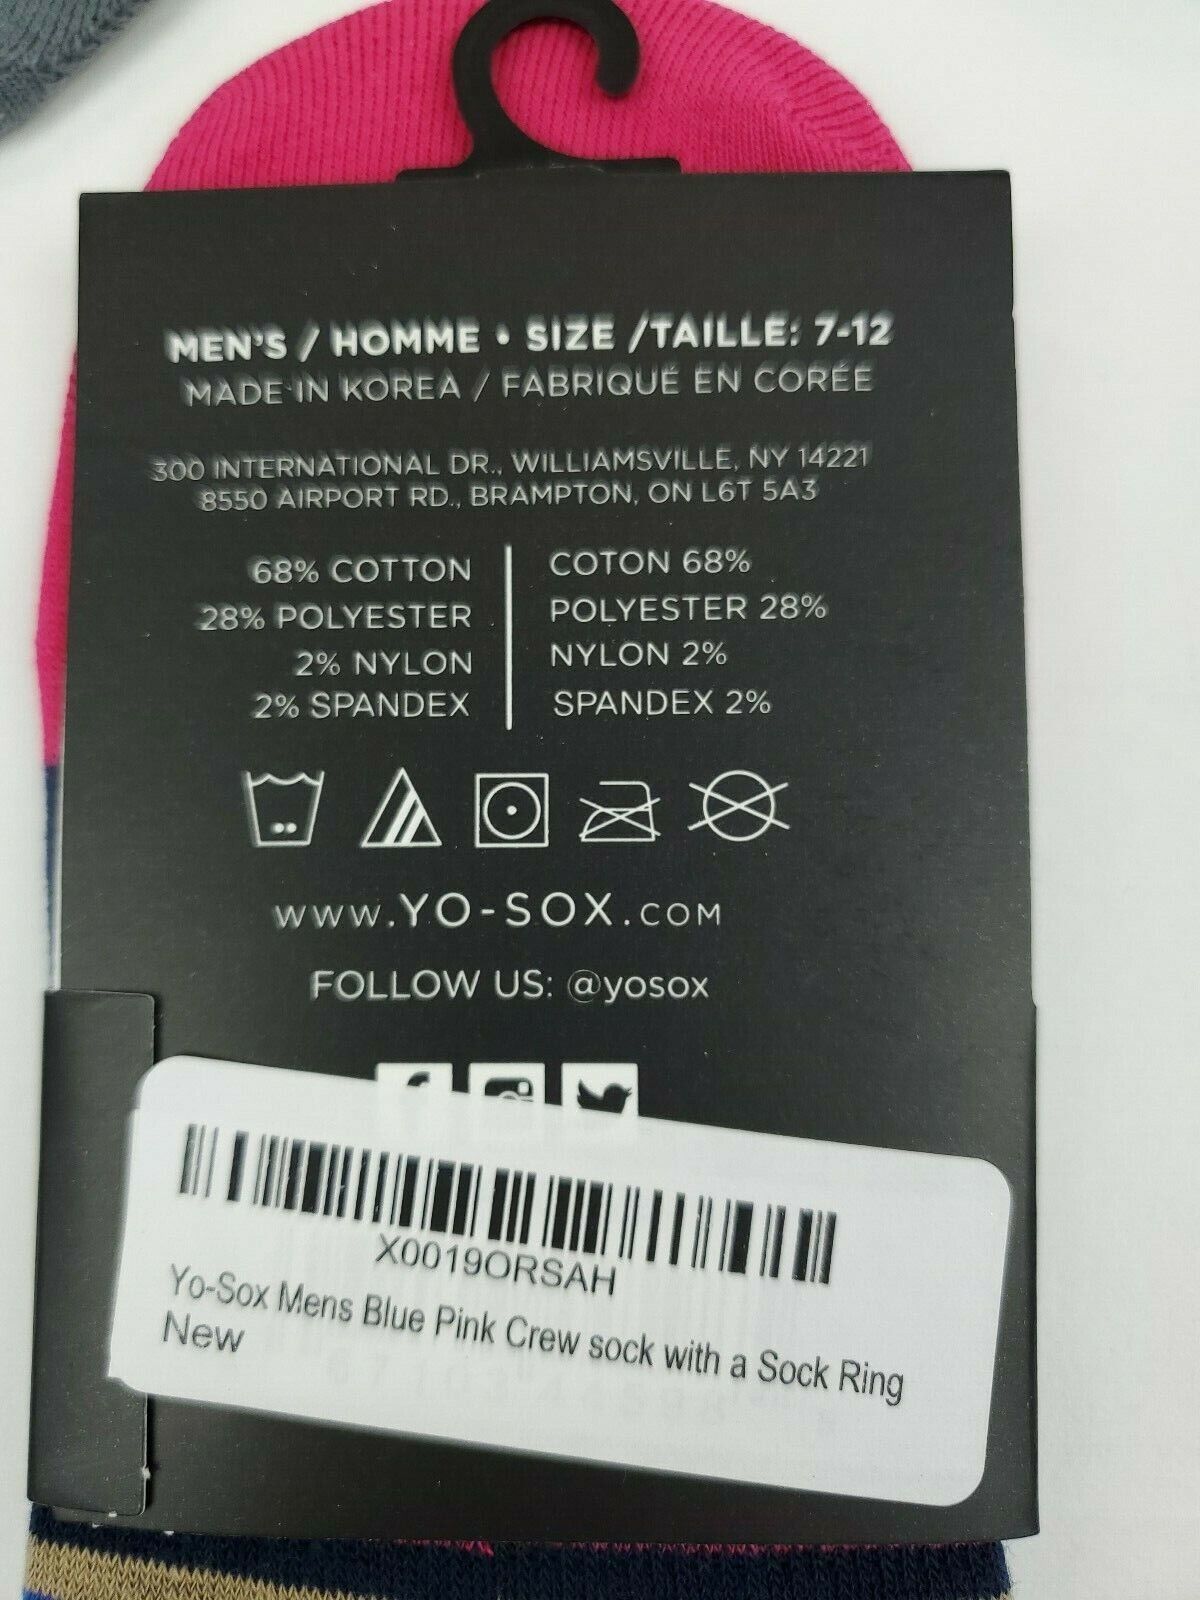 MEN'S / HOMME • SIZE /TAILLE: 7-12
MADE IN KOREA / FABRIQUÉ EN CORÉE
300 INTERNATIONAL DR., WILLIAMSVILLE, NY 14221
8550 AIRPORT RD., BRAMPTON, ON L6T 5A3
68% COTTON
28% POLYESTER
2% NYLON
2% SPANDEX
COTON 68%
POLYESTER 28%
NYLON 2%
SPANDEX 2%
WWW.YO-SOX.COM
FOLLOW US: @yosox
X0019ORSAH
Yo-Sox Mens Blue Pink Crew sock with a Sock Ring
New